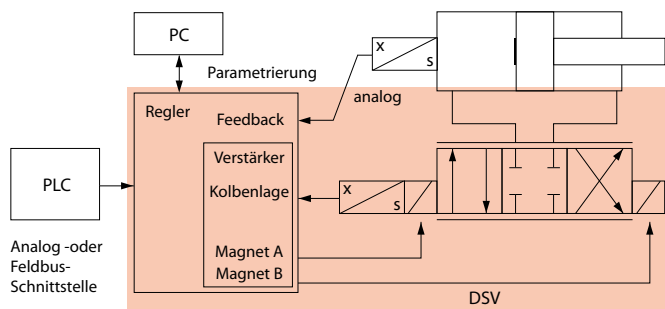 PC
Parametrierung
x
s
analog
Regler
Feedback
Verstärker
PLC
Kolbenlage
x
s
Analog -oder
Feldbus-
Schnittstelle
Magnet A
Magnet B
DSV